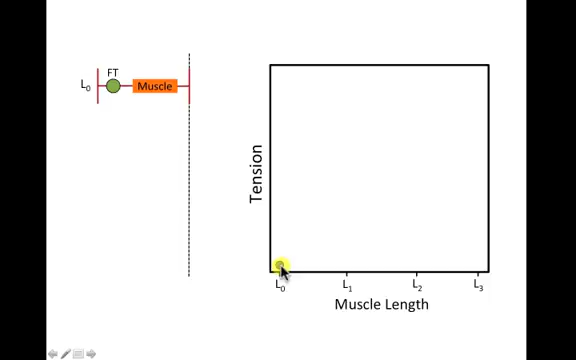 FT
L₀
Muscle
Tension
L₀ L₁ L₂ L₃
Muscle Length